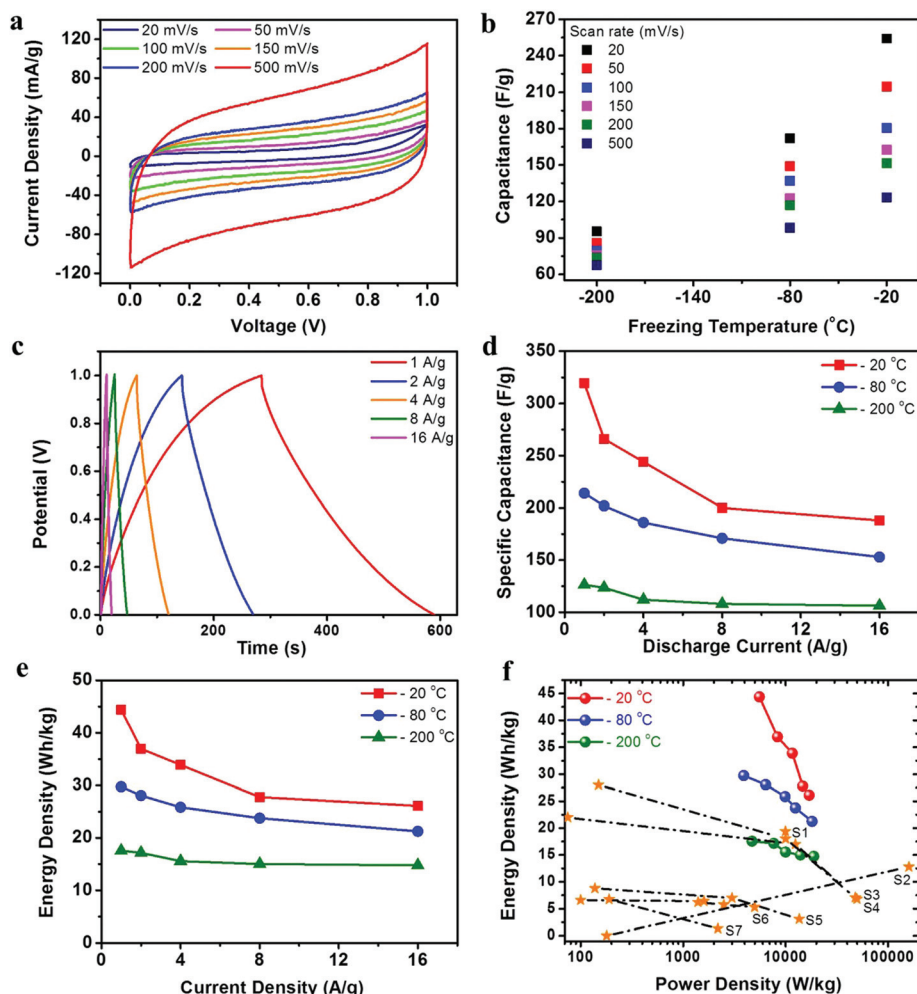 a
20 mV/s
50 mV/s
100 mV/s
150 mV/s
200 mV/s
500 mV/s
Current Density (mA/g)
120
80
40
0
-40
-80
-120
0.0
0.2
0.4
0.6
0.8
1.0
Voltage (V)
b
Scan rate (mV/s)
20
50
100
150
200
500
Capacitance (F/g)
270
240
210
180
150
120
90
60
-200
-140
-80
-20
Freezing Temperature (°C)
c
1 A/g
2 A/g
4 A/g
8 A/g
16 A/g
Potential (V)
1.0
0.8
0.6
0.4
0.2
0.0
0
200
400
600
Time (s)
d
- 20 °C
- 80 °C
- 200 °C
Specific Capacitance (F/g)
350
300
250
200
150
100
0
4
8
12
16
Discharge Current (A/g)
e
- 20 °C
- 80 °C
- 200 °C
Energy Density (Wh/kg)
50
40
30
20
10
0
0
4
8
12
16
Current Density (A/g)
f
- 20 °C
- 80 °C
- 200 °C
Energy Density (Wh/kg)
45
40
35
30
25
20
15
10
5
0
S1
S2
S3
S4
S5
S6
S7
100
1000
10000
100000
Power Density (W/kg)